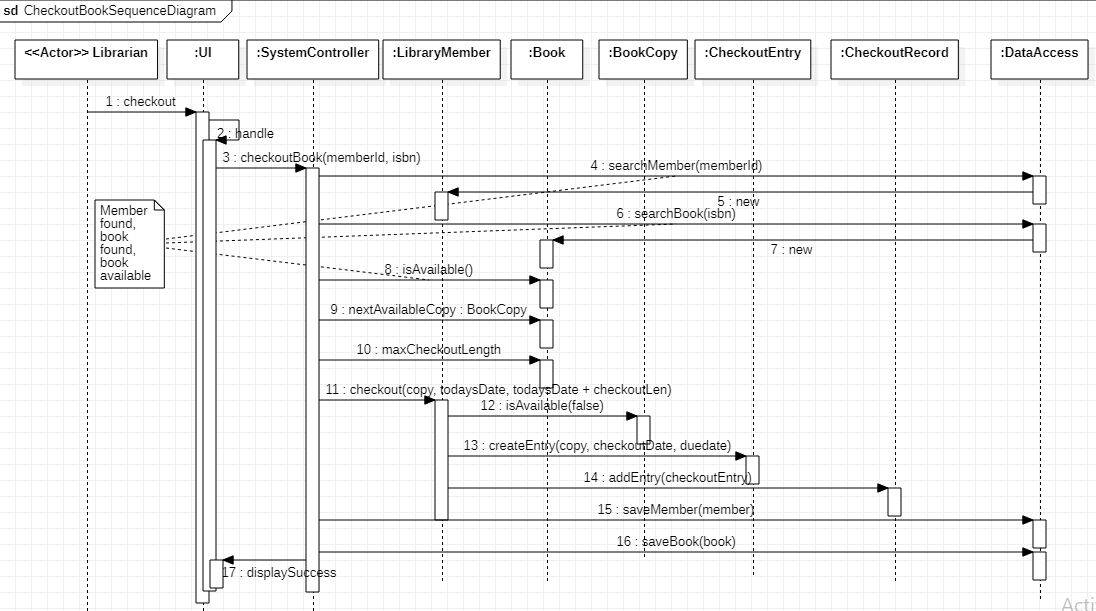 sd CheckoutBookSequenceDiagram
<<Actor>> Librarian
:UI
:SystemController
:LibraryMember
:Book
:BookCopy
:CheckoutEntry
:CheckoutRecord
:DataAccess
1 : checkout
2 : handle
3 : checkoutBook(memberId, isbn)
4 : searchMember(memberId)
5 : new
6 : searchBook(isbn)
Member
found,
book
found,
book
available
7 : new
8 : isAvailable()
9 : nextAvailableCopy : BookCopy
10 : maxCheckoutLength
11 : checkout(copy, todaysDate, todaysDate + checkoutLen)
12 : isAvailable(false)
13 : createEntry(copy, checkoutDate, duedate)
14 : addEntry(checkoutEntry)
15 : saveMember(member)
16 : saveBook(book)
17 : displaySuccess
Acti